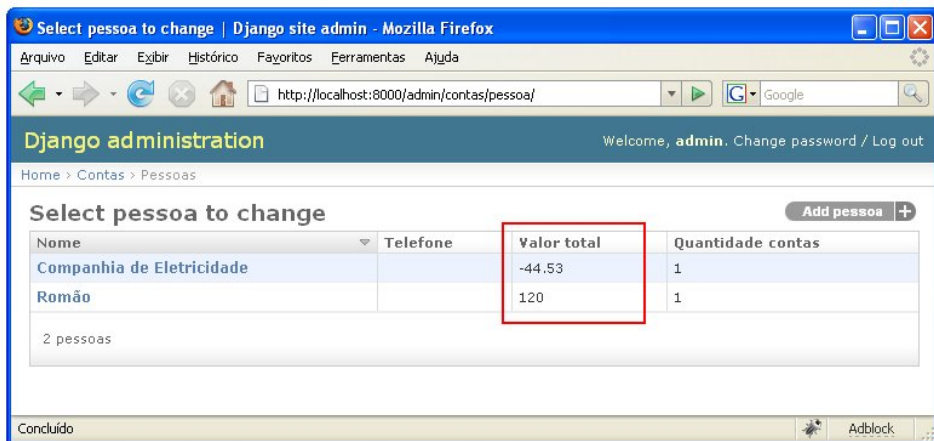 Select pessoa to change | Django site admin - Mozilla Firefox
Arquivo Editar Exibir Histórico Favoritos Ferramentas Ajuda
http://localhost:8000/admin/contas/pessoa/ G Google
Django administration Welcome, admin. Change password / Log out
Home > Contas > Pessoas
Select pessoa to change Add pessoa +
Nome Telefone Valor total Quantidade contas
Companhia de Eletricidade -44.53 1
Romão 120 1
2 pessoas
Concluído Adblock